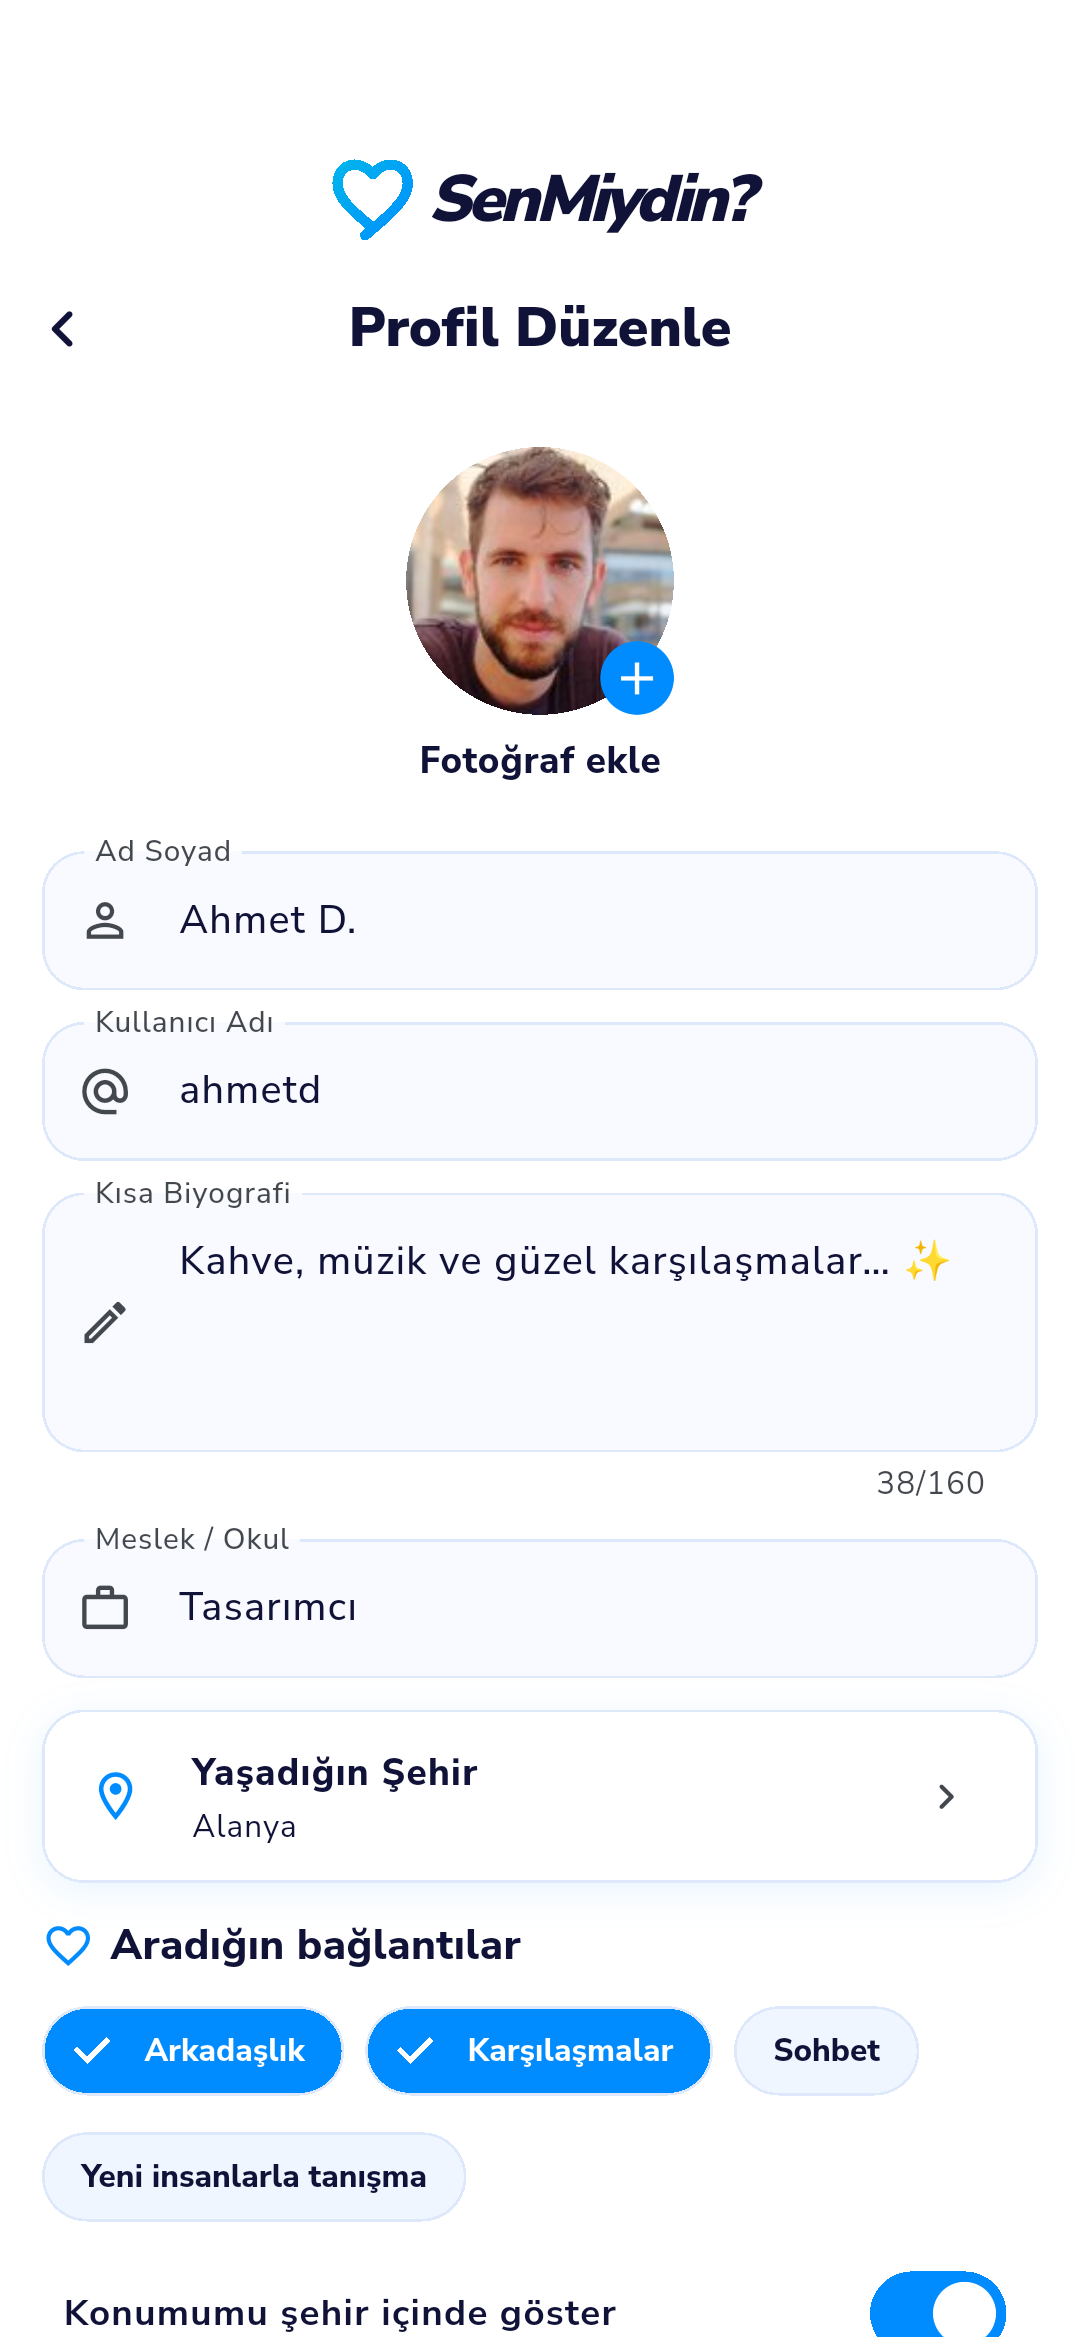 SenMiydin?
Profil Düzenle
Fotoğraf ekle
Ad Soyad
Ahmet D.
Kullanıcı Adı
ahmetd
Kısa Biyografi
Kahve, müzik ve güzel karşılaşmalar... ✨
38/160
Meslek / Okul
Tasarımcı
Yaşadığın Şehir
Alanya
Aradığın bağlantılar
Arkadaşlık Karşılaşmalar Sohbet
Yeni insanlarla tanışma
Konumumu şehir içinde göster